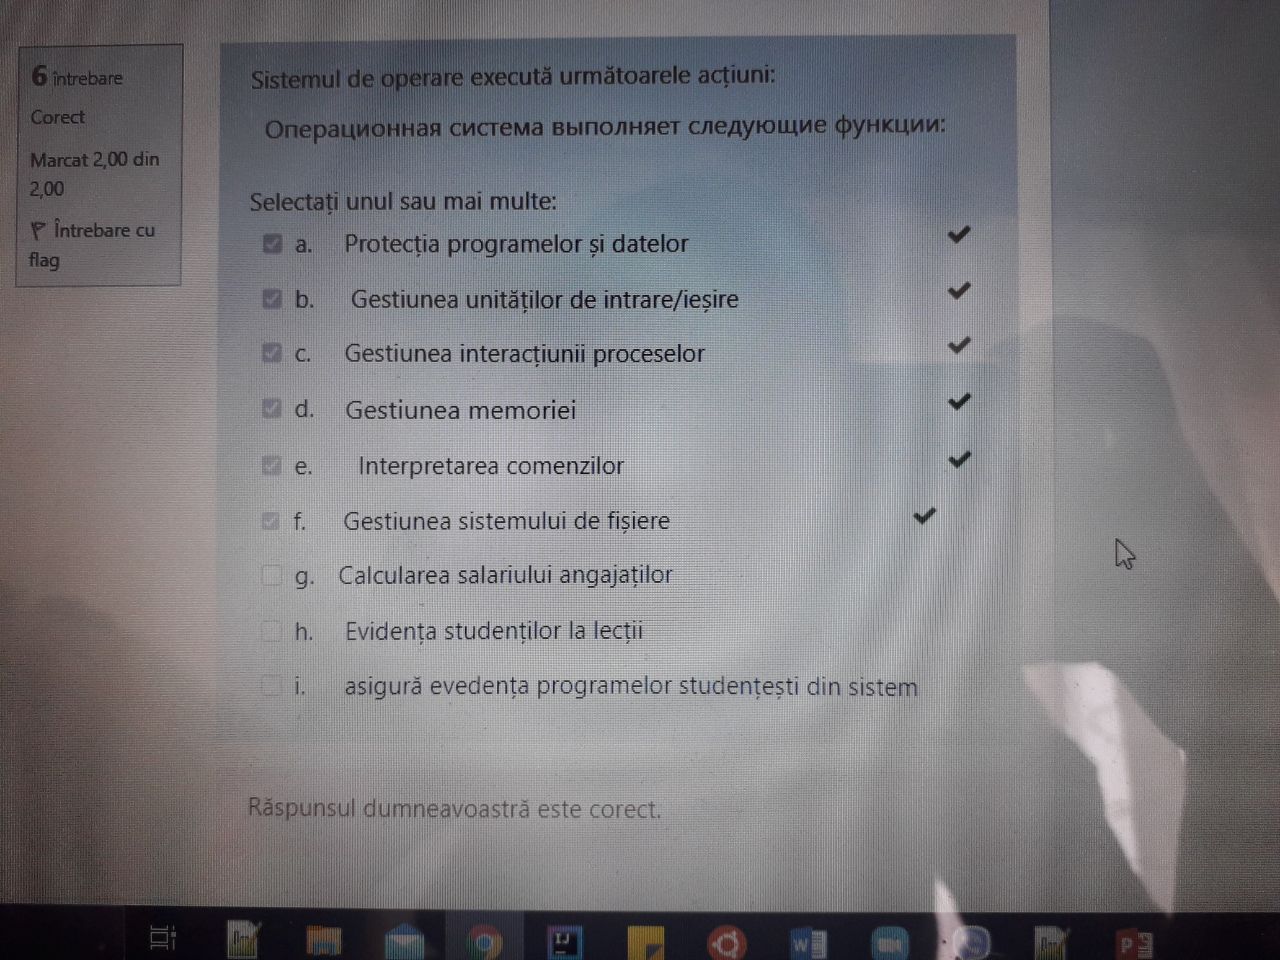 6 întrebare
Corect
Marcat 2,00 din
2,00
Întrebare cu
flag
Sistemul de operare execută următoarele acțiuni:
Операционная система выполняет следующие функции:
Selectați unul sau mai multe:
a. Protecția programelor și datelor
b. Gestiunea unităților de intrare/ieșire
c. Gestiunea interacțiunii proceselor
d. Gestiunea memoriei
e. Interpretarea comenzilor
f. Gestiunea sistemului de fișiere
g. Calcularea salariului angajaților
h. Evidența studenților la lecții
i. asigură evedența programelor studențești din sistem
Răspunsul dumneavoastră este corect.